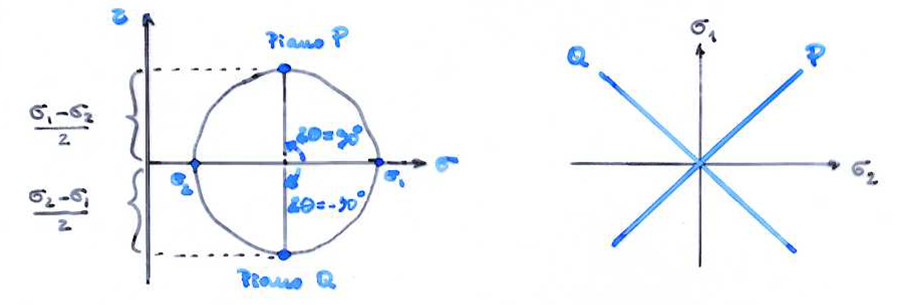 τ
Piano P
σ₁-σ₂
2
2θ=90°
σ₂
σ₁
σ
σ₂-σ₁
2
2θ=-90°
Piano Q
σ₁
Q
P
σ₂